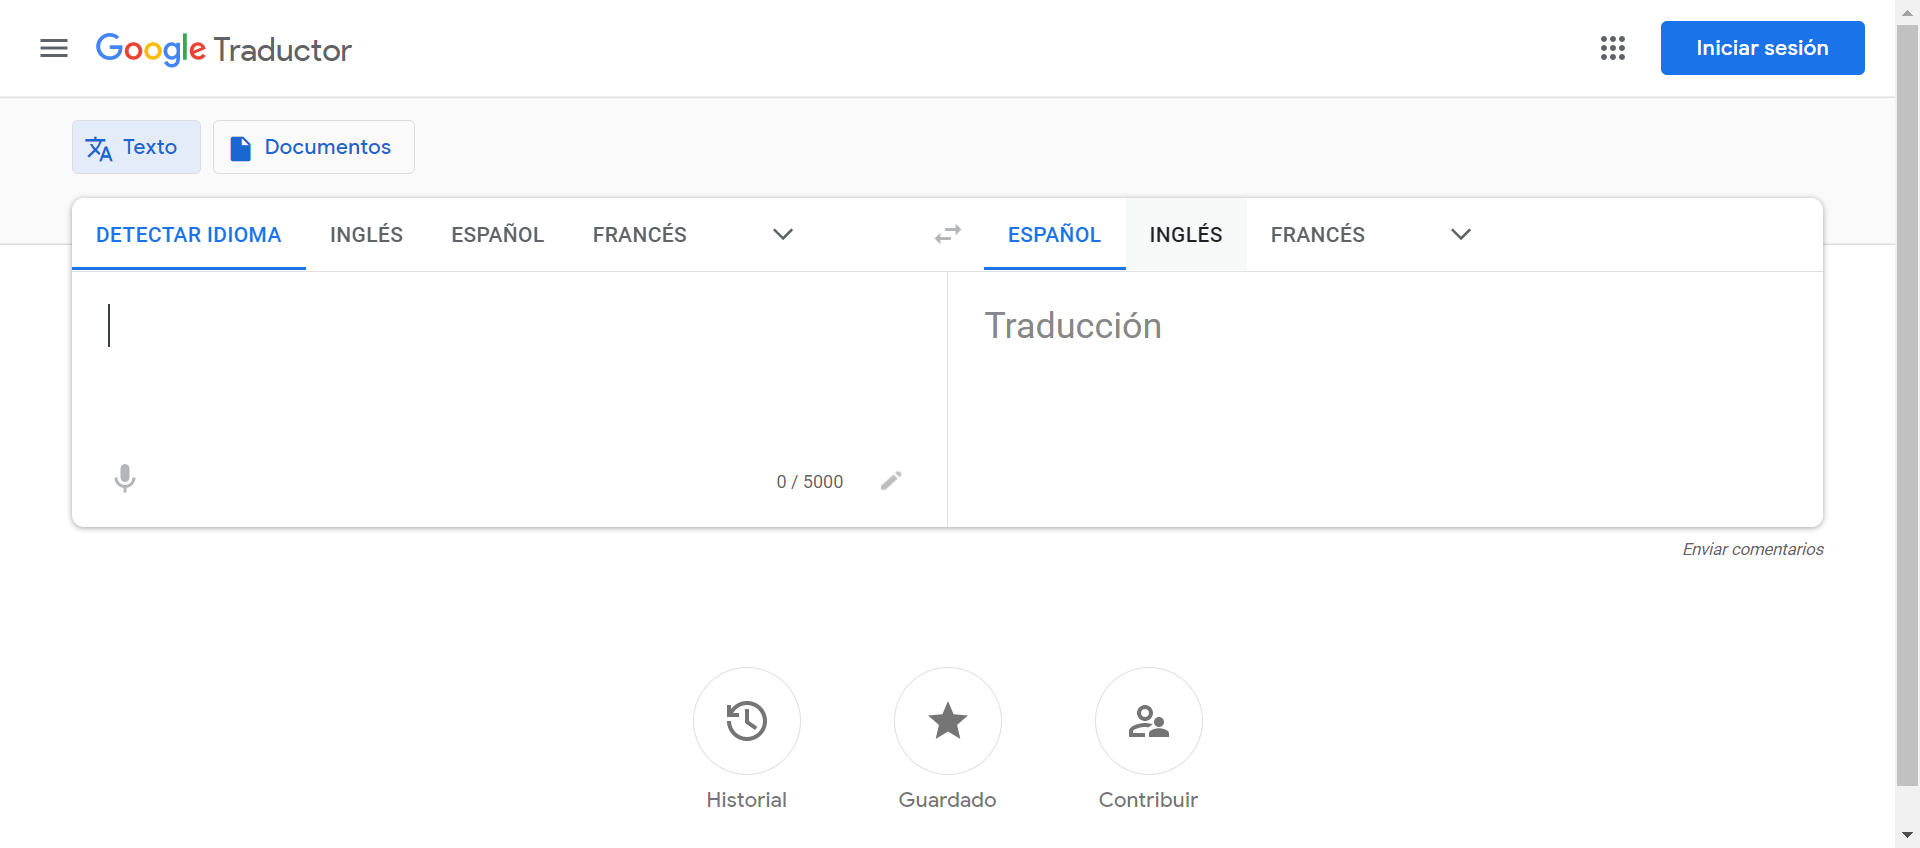 Google Traductor
Iniciar sesión
Texto
Documentos
DETECTAR IDIOMA INGLÉS ESPAÑOL FRANCÉS
ESPAÑOL INGLÉS FRANCÉS
Traducción
0 / 5000
Enviar comentarios
Historial
Guardado
Contribuir